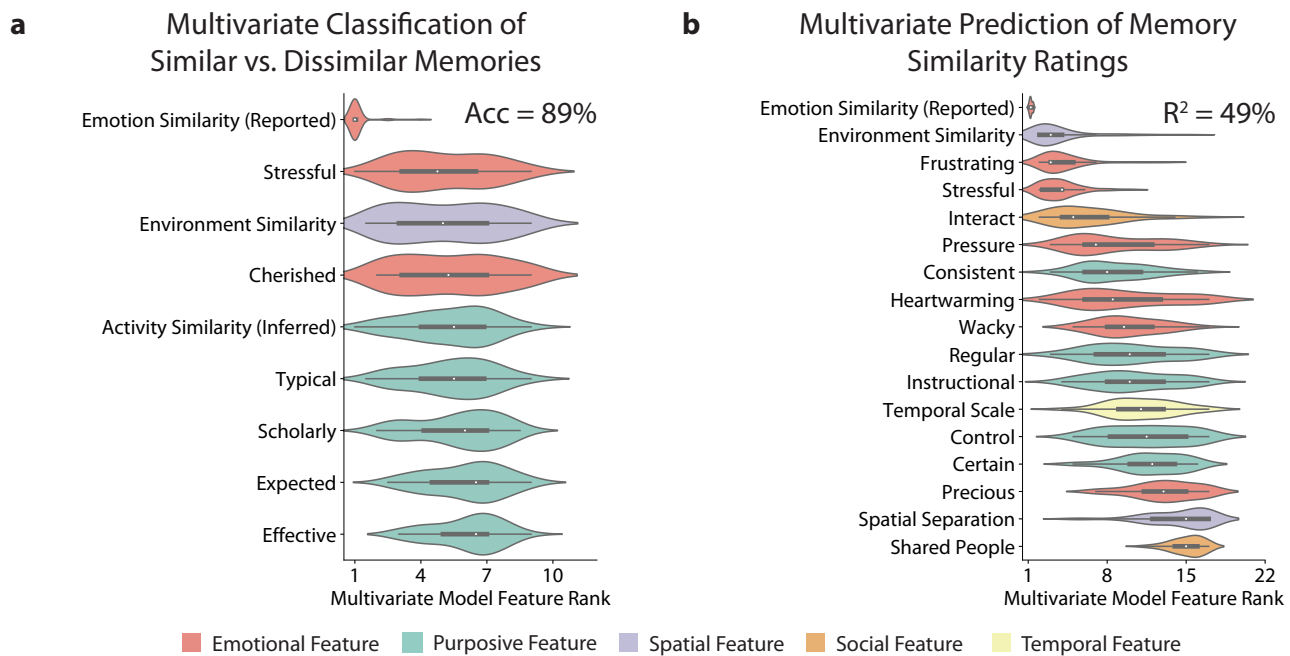 a
Multivariate Classification of
Similar vs. Dissimilar Memories
Acc = 89%
Emotion Similarity (Reported)
Stressful
Environment Similarity
Cherished
Activity Similarity (Inferred)
Typical
Scholarly
Expected
Effective
1 4 7 10
Multivariate Model Feature Rank
b
Multivariate Prediction of Memory
Similarity Ratings
R² = 49%
Emotion Similarity (Reported)
Environment Similarity
Frustrating
Stressful
Interact
Pressure
Consistent
Heartwarming
Wacky
Regular
Instructional
Temporal Scale
Control
Certain
Precious
Spatial Separation
Shared People
1 8 15 22
Multivariate Model Feature Rank
Emotional Feature Purposive Feature Spatial Feature Social Feature Temporal Feature